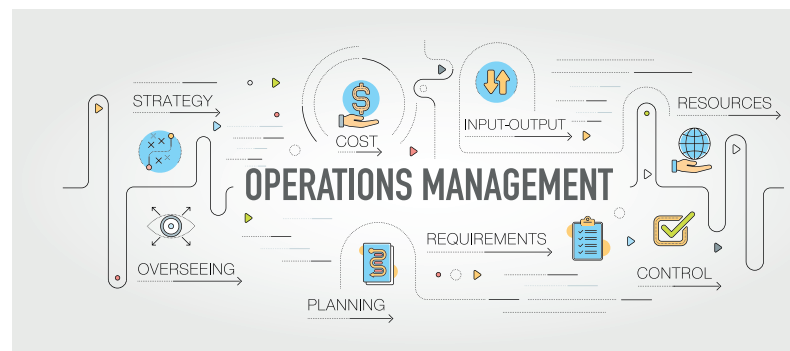 STRATEGY
COST
INPUT-OUTPUT
RESOURCES
OPERATIONS MANAGEMENT
OVERSEEING
PLANNING
REQUIREMENTS
CONTROL